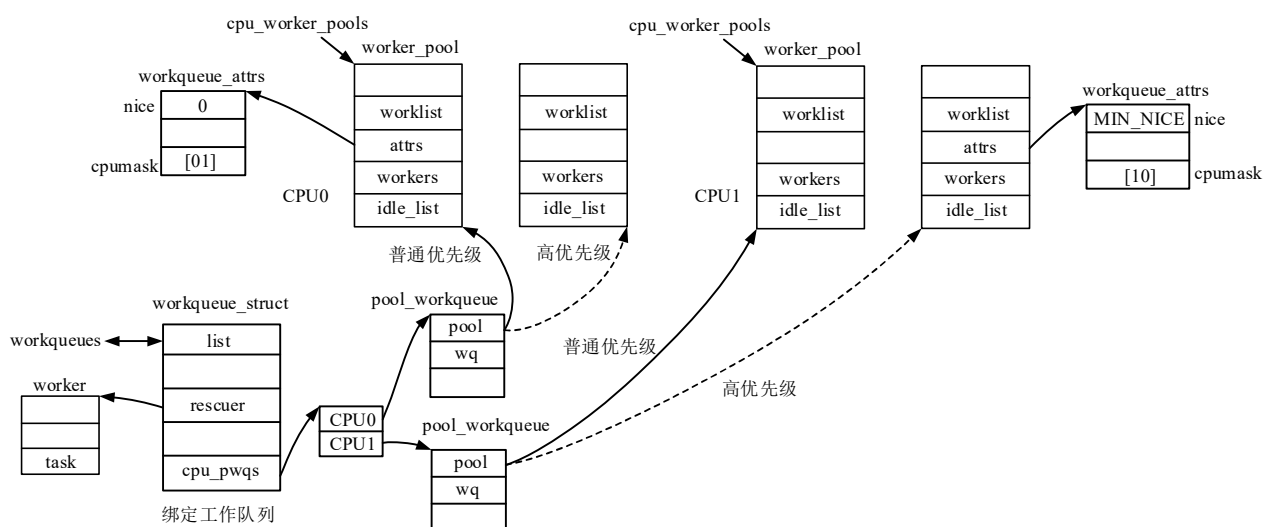 cpu_worker_pools
worker_pool
workqueue_attrs
nice
0
cpumask
[01]
worklist
attrs
workers
idle_list
CPU0
worklist
workers
idle_list
cpu_worker_pools
worker_pool
worklist
workers
idle_list
CPU1
worklist
attrs
workers
idle_list
workqueue_attrs
MIN_NICE
nice
[10]
cpumask
普通优先级
高优先级
普通优先级
高优先级
workqueue_struct
workqueues
list
worker
rescuer
task
cpu_pwqs
绑定工作队列
CPU0
CPU1
pool_workqueue
pool
wq
pool_workqueue
pool
wq